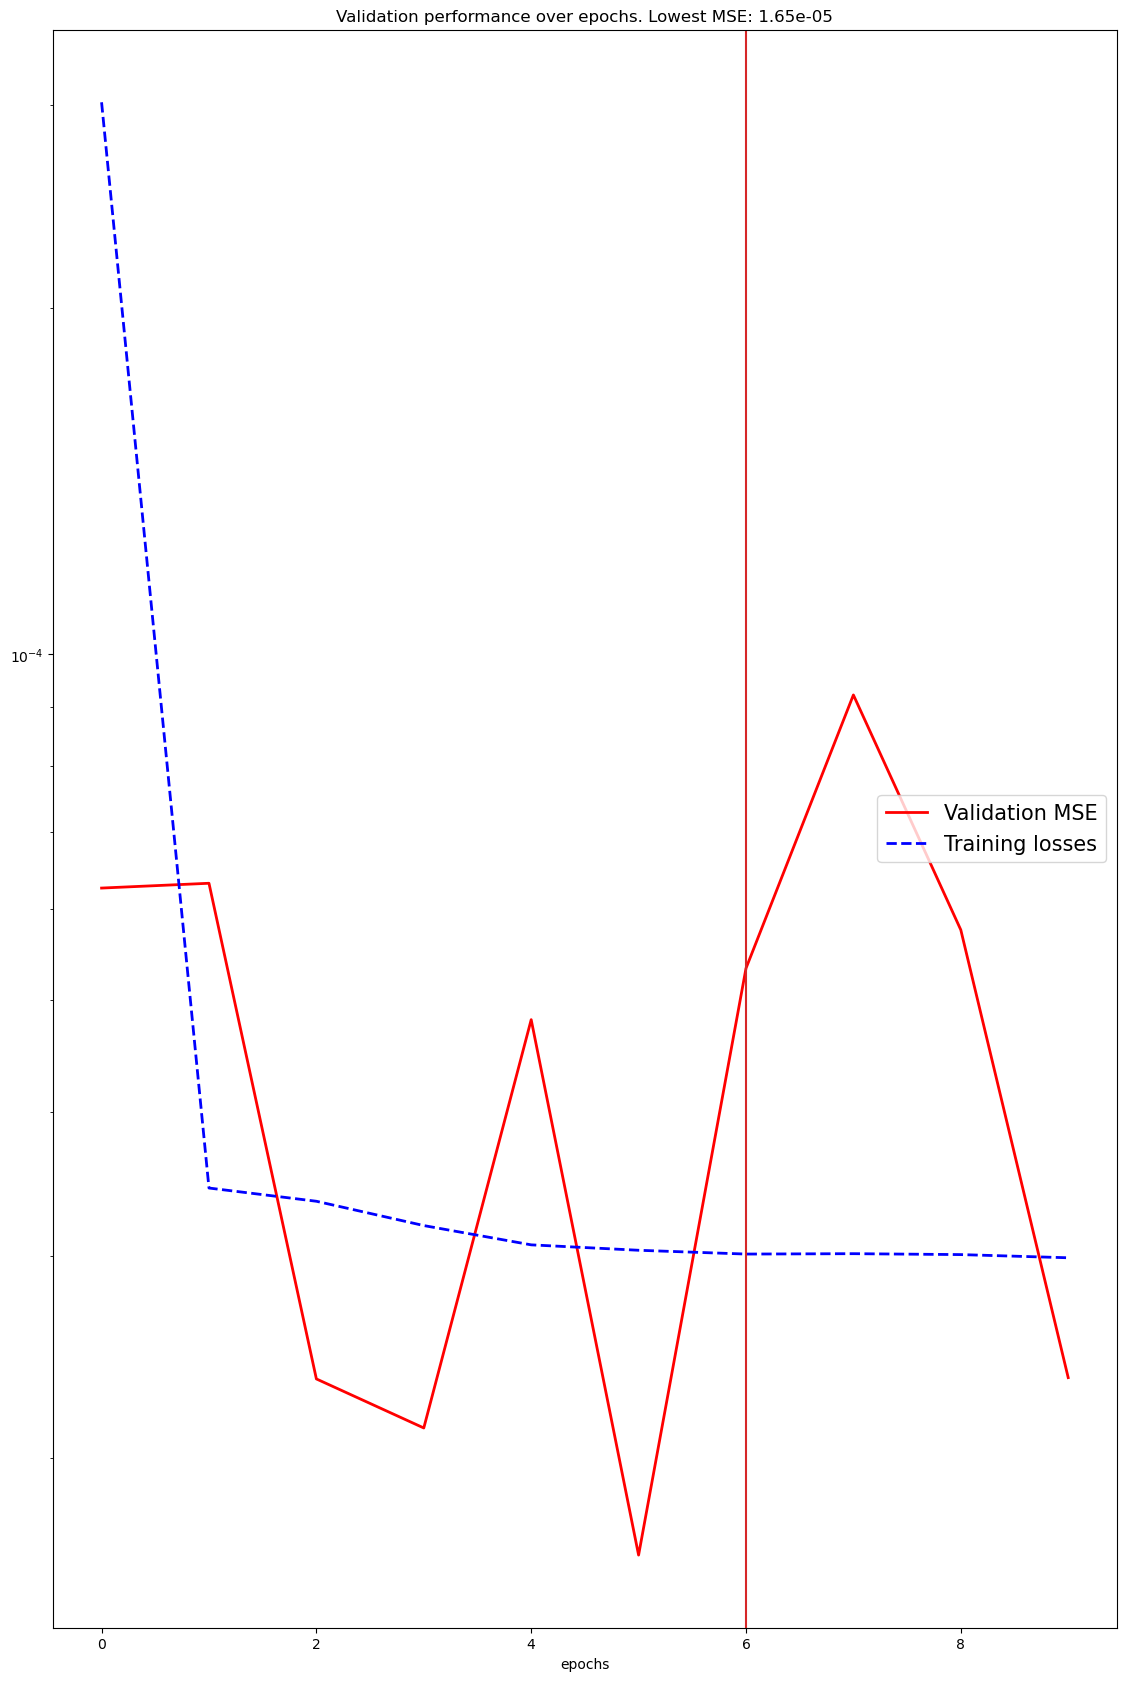 Validation performance over epochs. Lowest MSE: 1.65e-05
10⁻⁴
Validation MSE
Training losses
0 2 4 6 8
epochs